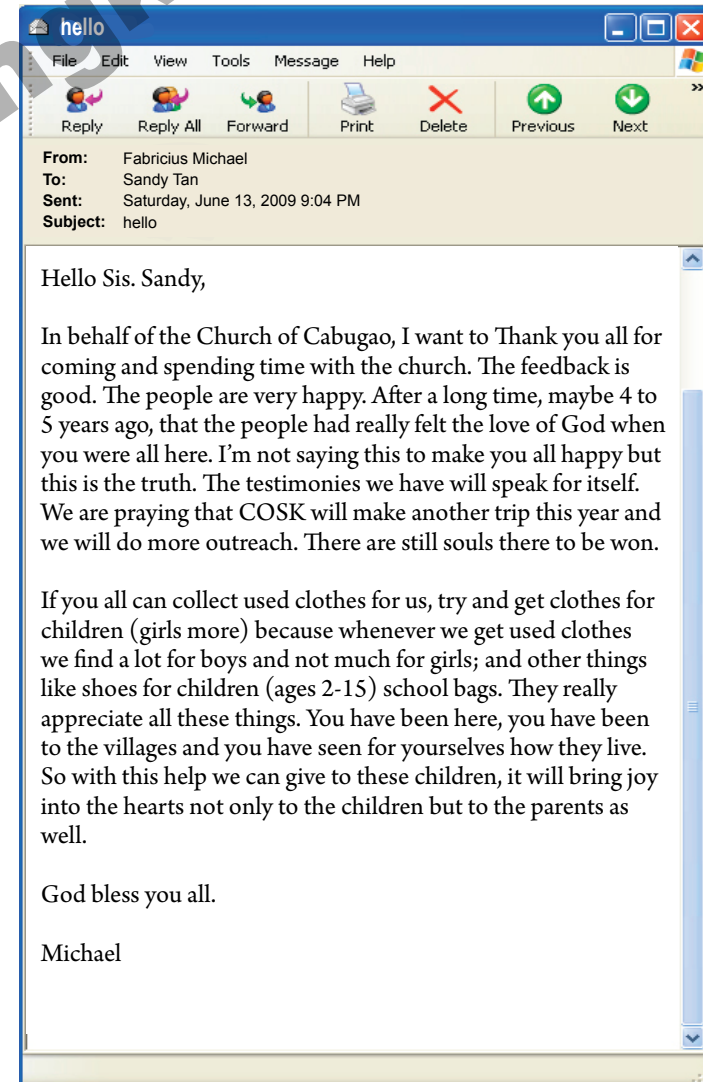 hello
File Edit View Tools Message Help
Reply Reply All Forward Print Delete Previous Next
From: Fabricius Michael
To: Sandy Tan
Sent: Saturday, June 13, 2009 9:04 PM
Subject: hello
Hello Sis. Sandy,
In behalf of the Church of Cabugao, I want to Thank you all for
coming and spending time with the church. The feedback is
good. The people are very happy. After a long time, maybe 4 to
5 years ago, that the people had really felt the love of God when
you were all here. I'm not saying this to make you all happy but
this is the truth. The testimonies we have will speak for itself.
We are praying that COSK will make another trip this year and
we will do more outreach. There are still souls there to be won.
If you all can collect used clothes for us, try and get clothes for
children (girls more) because whenever we get used clothes
we find a lot for boys and not much for girls; and other things
like shoes for children (ages 2-15) school bags. They really
appreciate all these things. You have been here, you have been
to the villages and you have seen for yourselves how they live.
So with this help we can give to these children, it will bring joy
into the hearts not only to the children but to the parents as
well.
God bless you all.
Michael